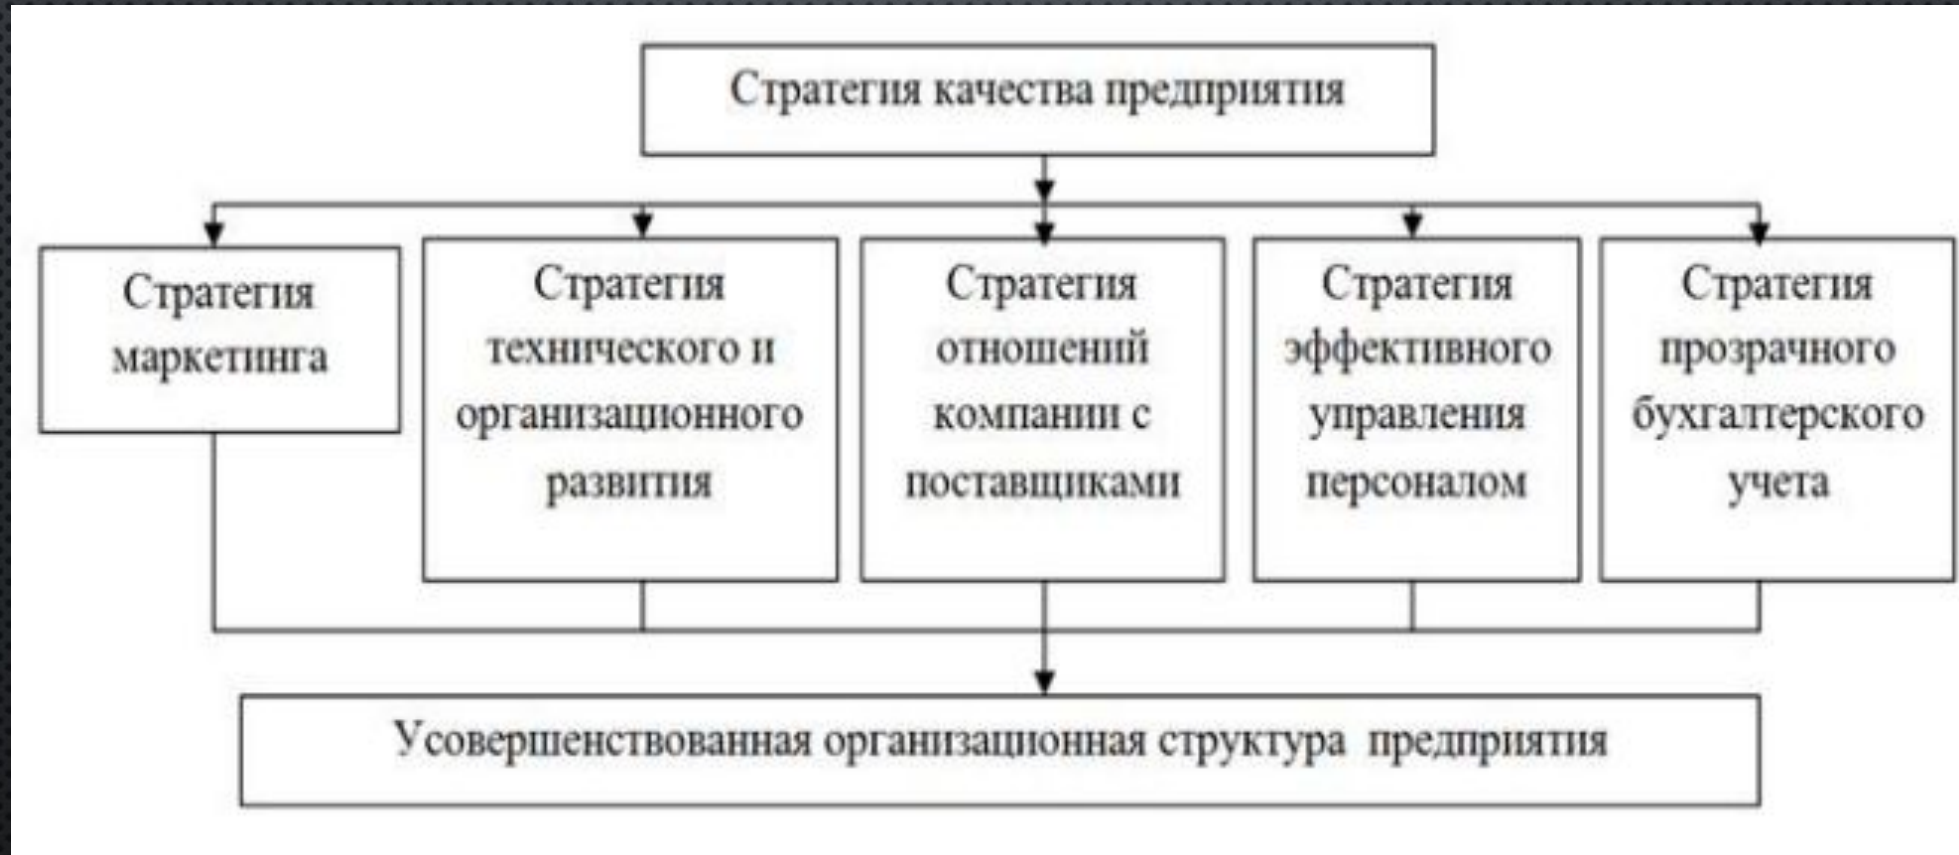 Стратегия качества предприятия
Стратегия
маркетинга
Стратегия
технического и
организационного
развития
Стратегия
отношений
компании с
поставщиками
Стратегия
эффективного
управления
персоналом
Стратегия
прозрачного
бухгалтерского
учета
Усовершенствованная организационная структура предприятия